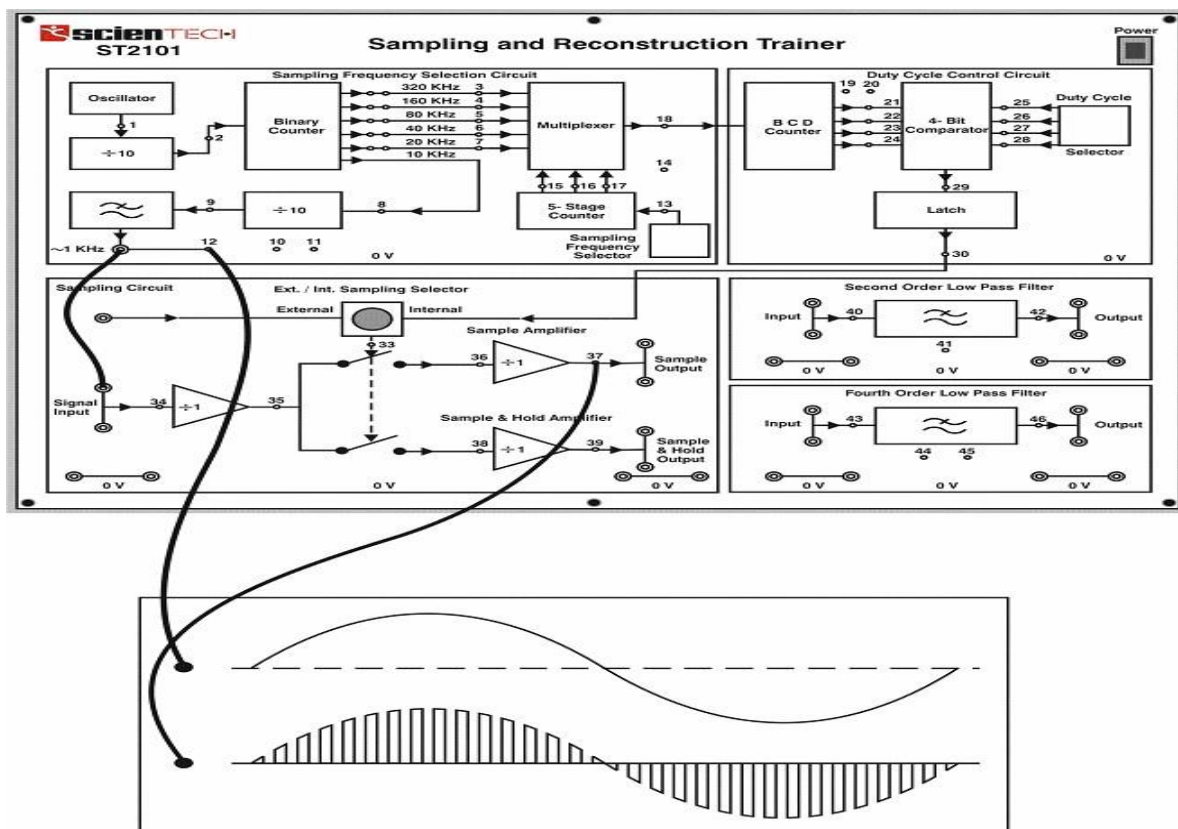 scienTECH
ST2101
Sampling and Reconstruction Trainer
Power
Sampling Frequency Selection Circuit
Oscillator
1
÷10
2
Binary
Counter
320 KHz 3
160 KHz 4
80 KHz 5
40 KHz 6
20 KHz 7
10 KHz
Multiplexer
18
14
15 16 17
5- Stage
Counter
13
Sampling
Frequency
Selector
8
÷10
9
~1 KHz
12
10 11
0 V
Duty Cycle Control Circuit
19 20
B C D
Counter
21
22
23
24
4- Bit
Comparator
25
26
27
28
Duty Cycle
Selector
29
Latch
30
0 V
Sampling Circuit
Ext. / Int. Sampling Selector
External
Internal
33
Sample Amplifier
36
÷1
37
Sample
Output
Signal
Input
34
÷1
35
Sample & Hold Amplifier
38
÷1
39
Sample
& Hold
Output
0 V
0 V
0 V
Second Order Low Pass Filter
Input
40
41
42
Output
0 V
0 V
0 V
Fourth Order Low Pass Filter
Input
43
44 45
46
Output
0 V
0 V
0 V